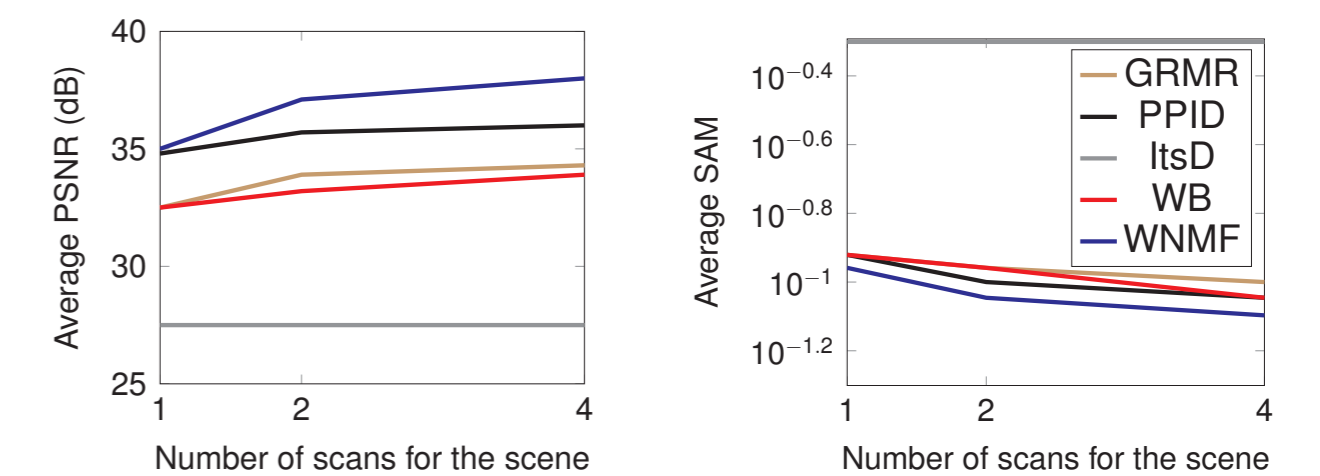 40
35
30
25
1
2
4
Average PSNR (dB)
Number of scans for the scene
10−0.4
10−0.6
10−0.8
10−1
10−1.2
1
2
4
Average SAM
Number of scans for the scene
GRMR
PPID
ItsD
WB
WNMF